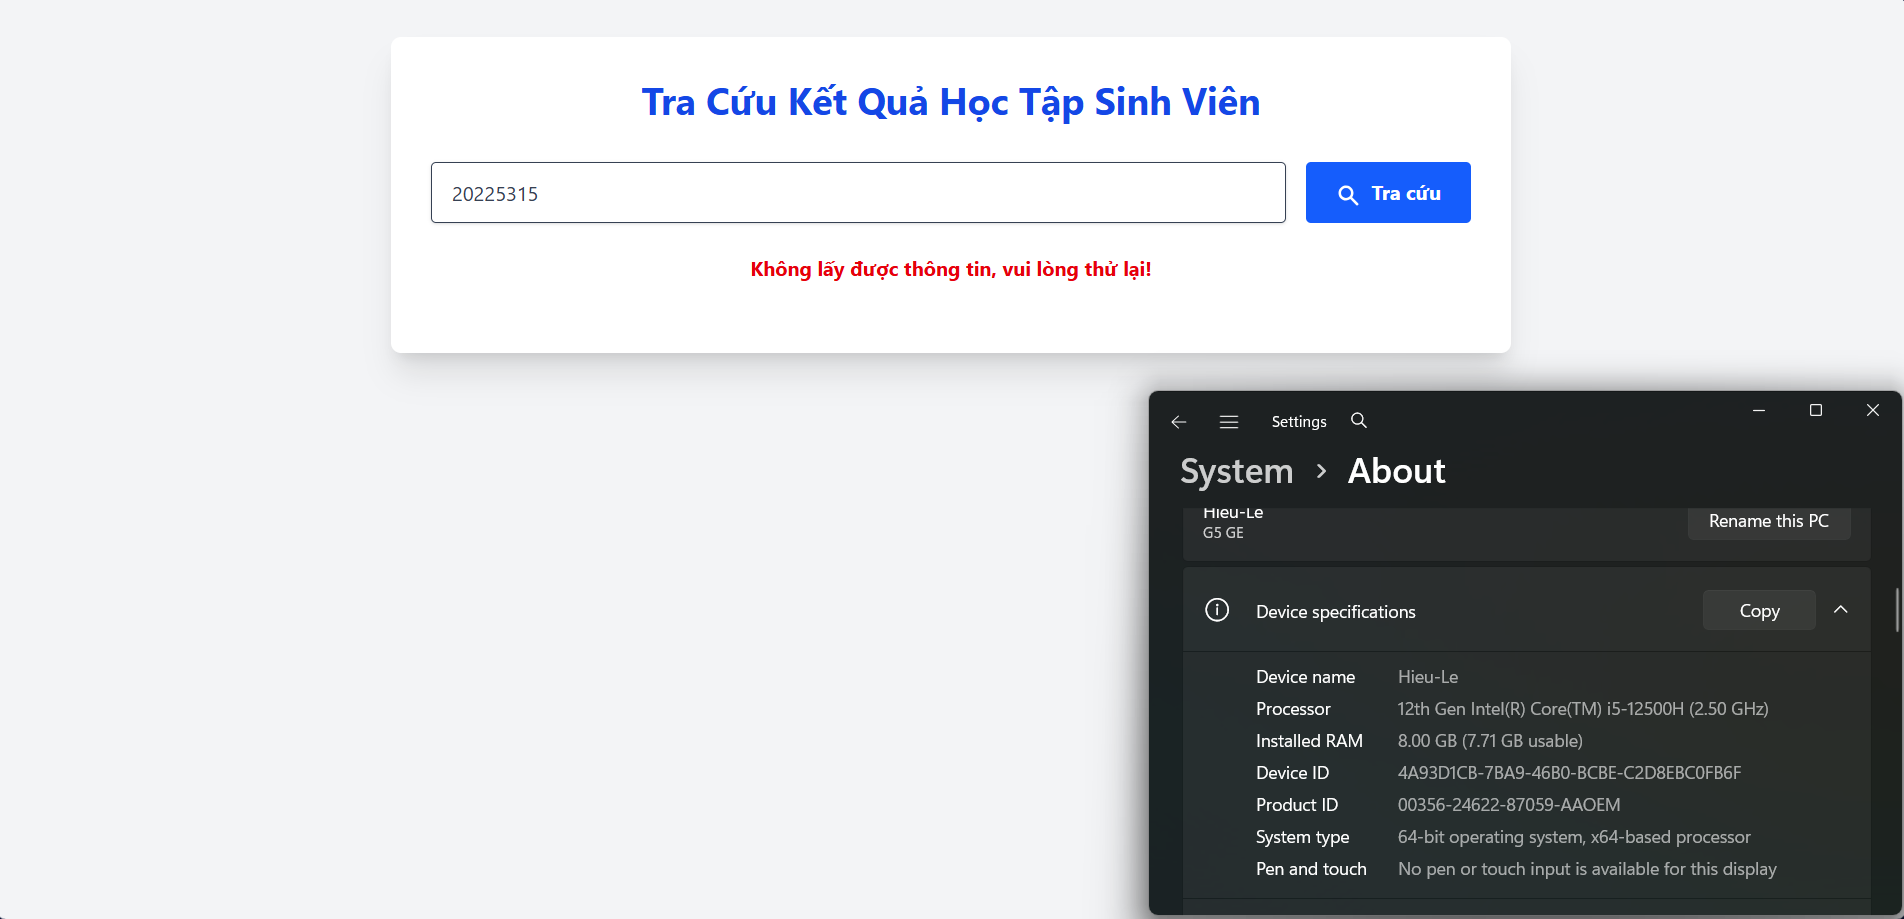 Tra Cứu Kết Quả Học Tập Sinh Viên
20225315
Tra cứu
Không lấy được thông tin, vui lòng thử lại!
Settings
System > About
Hieu-Le
G5 GE
Rename this PC
Device specifications
Copy
Device name Hieu-Le
Processor 12th Gen Intel(R) Core(TM) i5-12500H (2.50 GHz)
Installed RAM 8.00 GB (7.71 GB usable)
Device ID 4A93D1CB-7BA9-46B0-BCBE-C2D8EBC0FB6F
Product ID 00356-24622-87059-AAOEM
System type 64-bit operating system, x64-based processor
Pen and touch No pen or touch input is available for this display